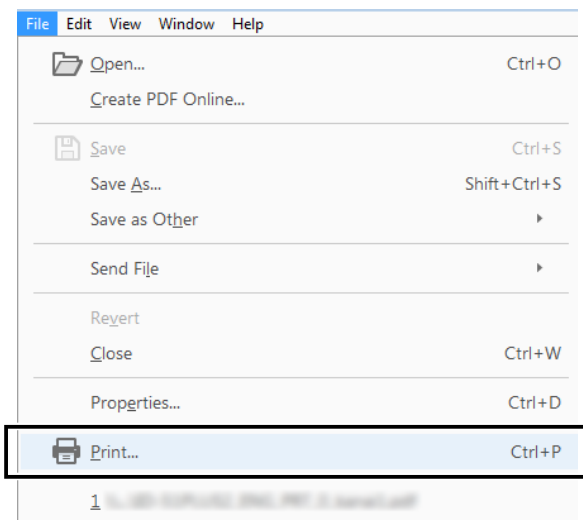 File Edit View Window Help
Open... Ctrl+O
Create PDF Online...
Save Ctrl+S
Save As... Shift+Ctrl+S
Save as Other
Send File
Revert
Close Ctrl+W
Properties... Ctrl+D
Print... Ctrl+P
1